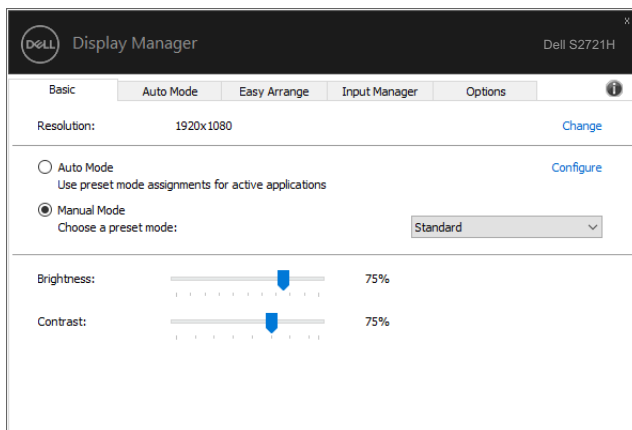 x
DELL Display Manager Dell S2721H
Basic Auto Mode Easy Arrange Input Manager Options
Resolution: 1920x1080 Change
Auto Mode Configure
Use preset mode assignments for active applications
Manual Mode
Choose a preset mode: Standard
Brightness: 75%
Contrast: 75%